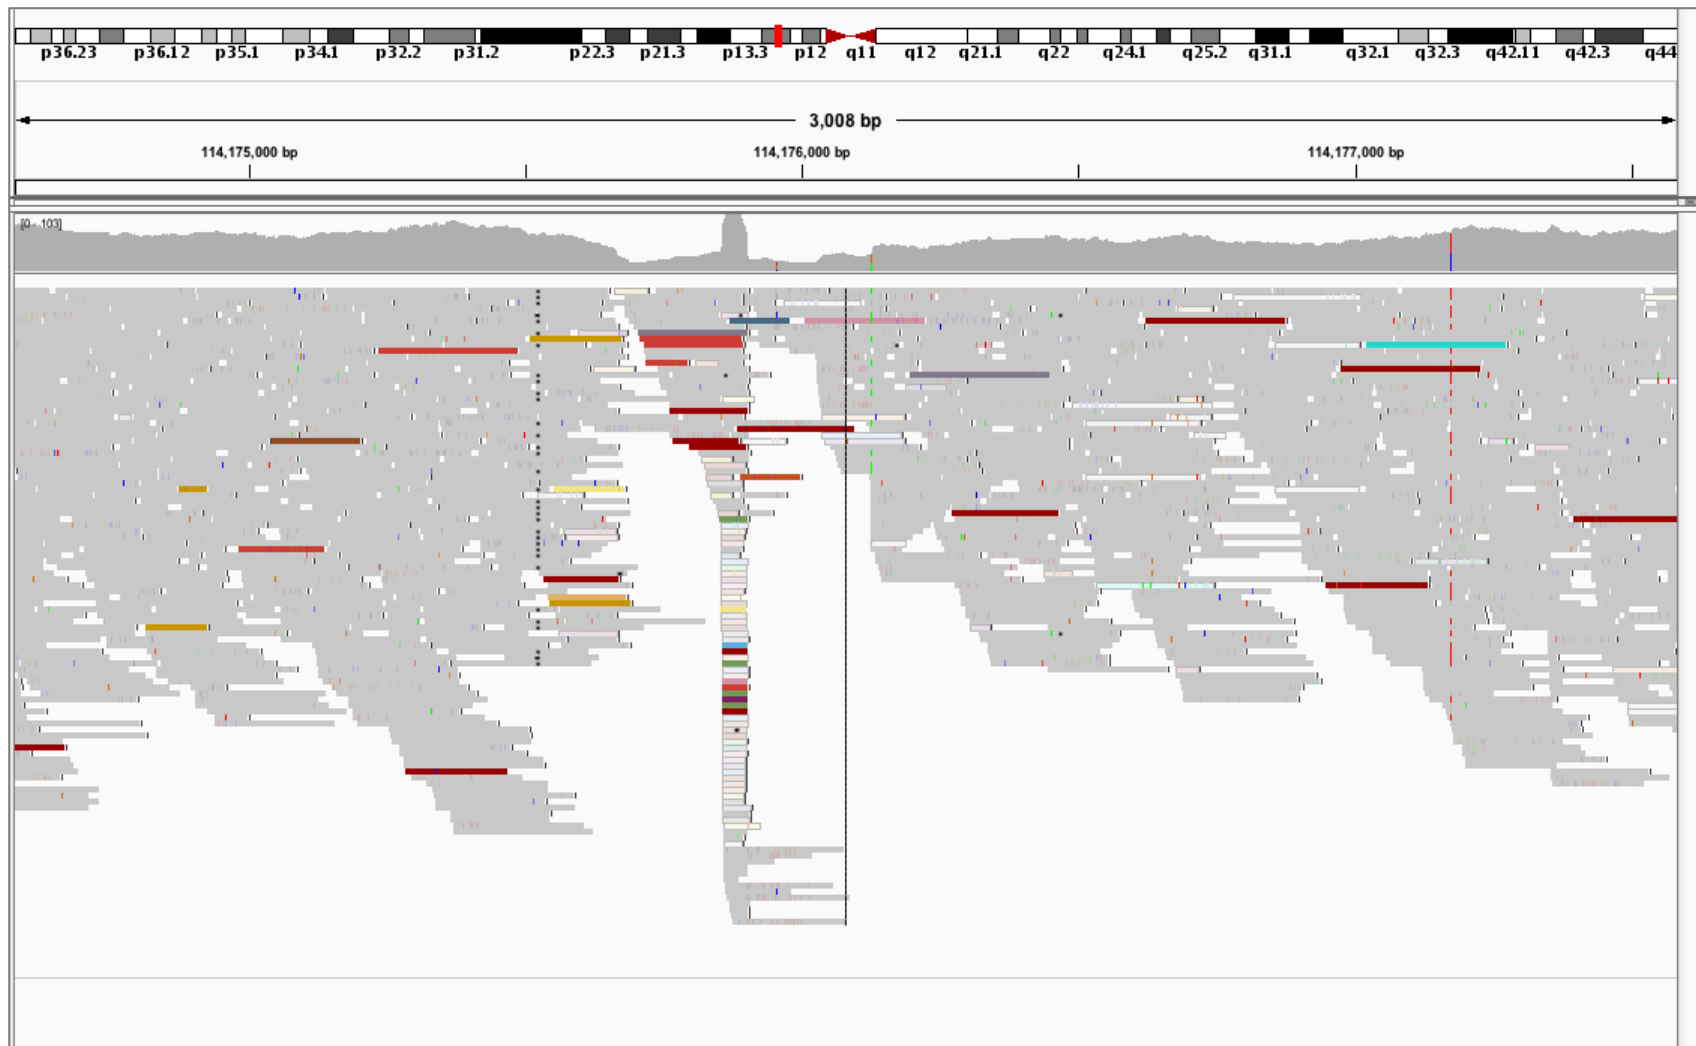 p36.23 p36.12 p35.1 p34.1 p32.2 p31.2 p22.3 p21.3 p13.3 p12 q11 q12 q21.1 q22 q24.1 q25.2 q31.1 q32.1 q32.3 q42.11 q42.3 q44
3,008 bp
114,175,000 bp 114,176,000 bp 114,177,000 bp
[0 - 103]